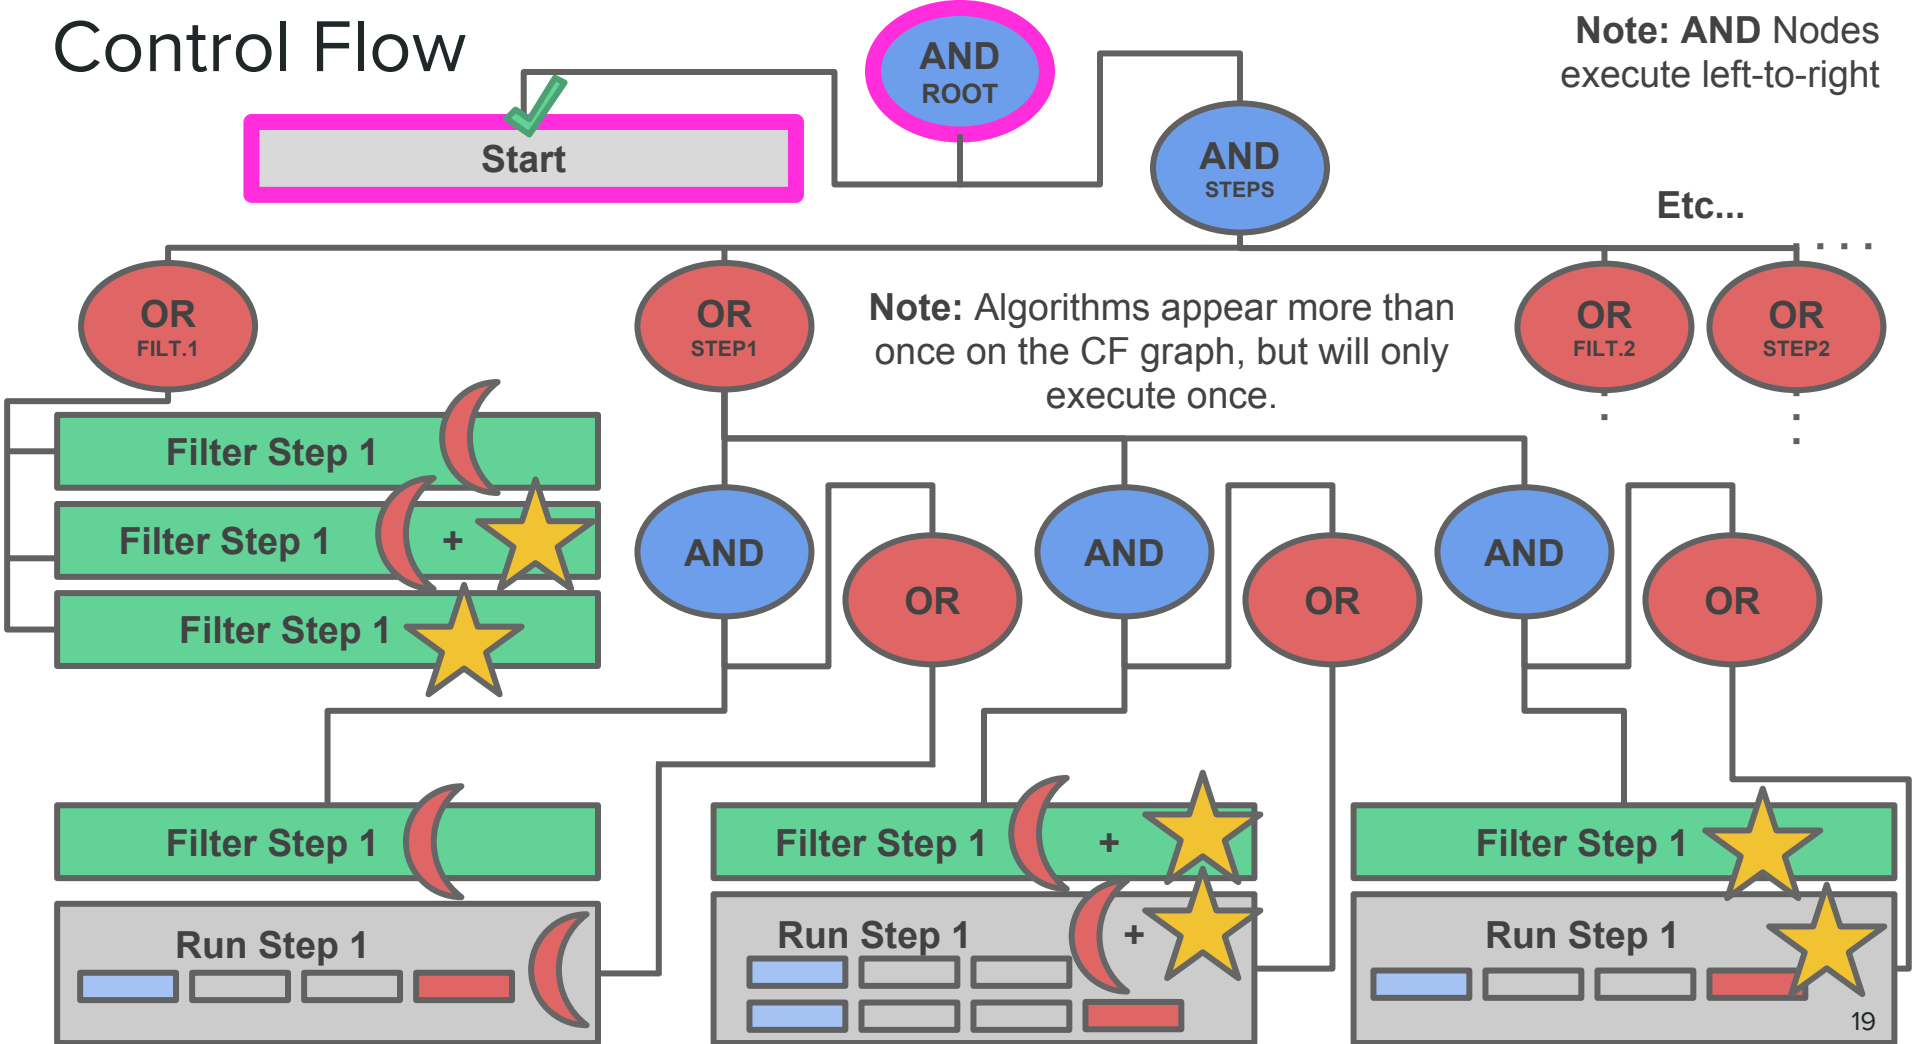 Control Flow
AND
ROOT
Note: AND Nodes
execute left-to-right
Start
AND
STEPS
Etc...
OR
FILT.1
OR
STEP1
Note: Algorithms appear more than
once on the CF graph, but will only
execute once.
OR
FILT.2
OR
STEP2
Filter Step 1
Filter Step 1 +
Filter Step 1
AND
OR
AND
OR
AND
OR
Filter Step 1
Filter Step 1 +
Filter Step 1
Run Step 1
Run Step 1 +
Run Step 1
19